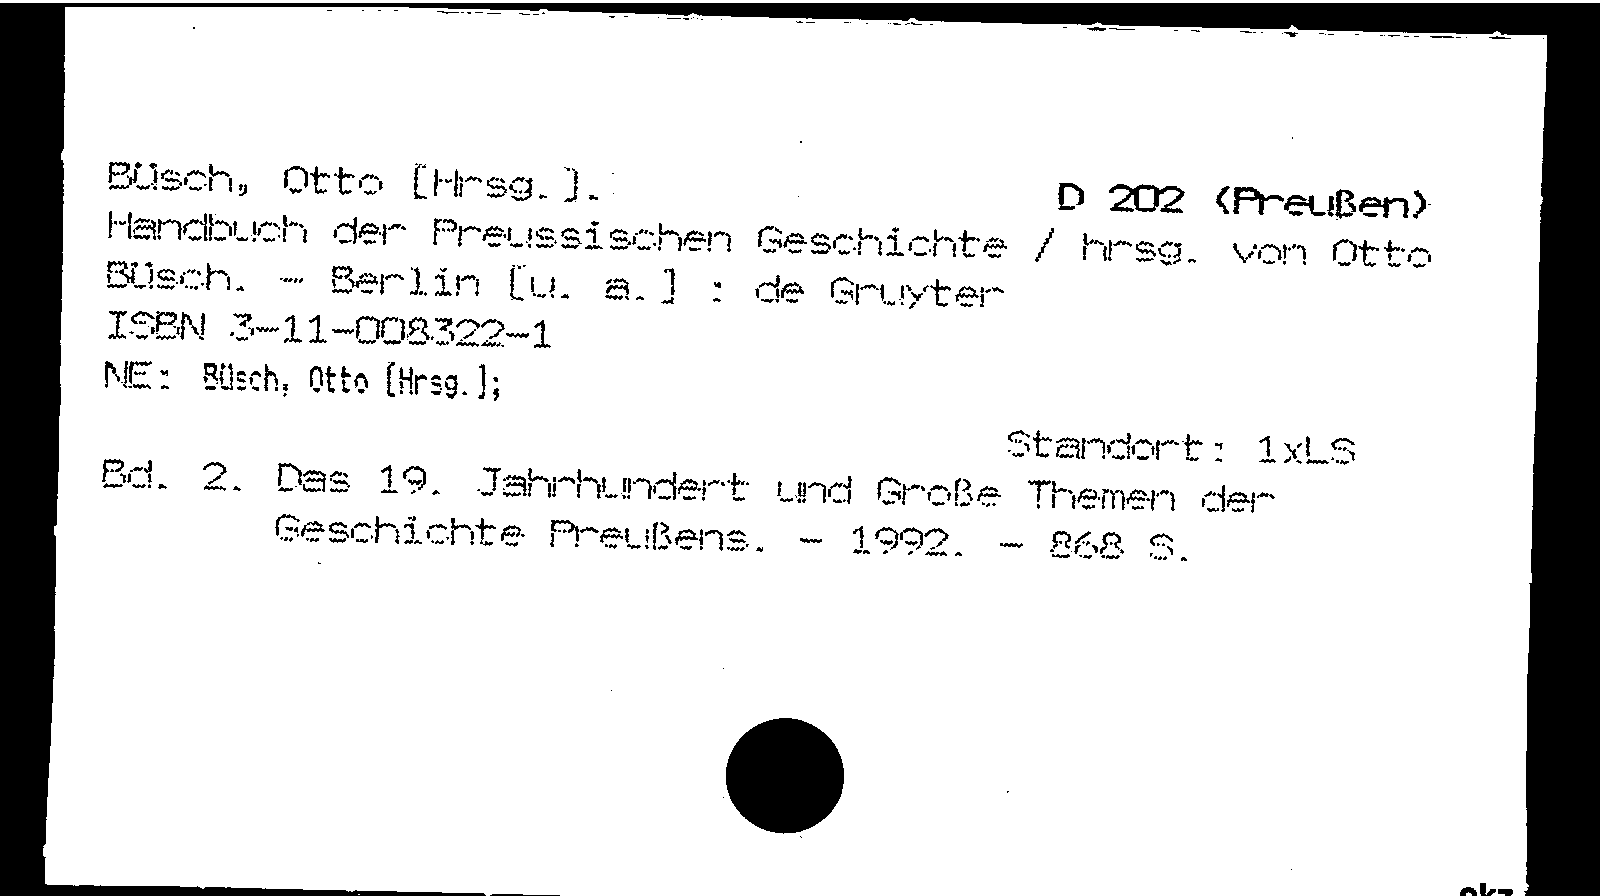 Büsch, Otto [Hrsg.].
D 202 (Preußen)
Handbuch der Preussischen Geschichte / hrsg. von Otto
Büsch. - Berlin [u. a.] : de Gruyter
ISBN 3-11-008322-1
NE: Büsch, Otto [Hrsg.];
Standort: 1xLS
Bd. 2. Das 19. Jahrhundert und Große Themen der
Geschichte Preußens. - 1992. - 868 S.